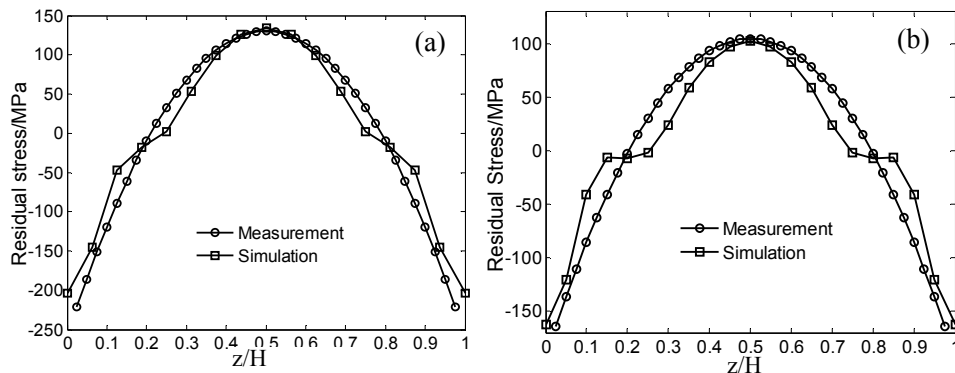 (a)
Residual stress/MPa
150
100
50
0
-50
-100
-150
-200
-250
Measurement
Simulation
0 0.1 0.2 0.3 0.4 0.5 0.6 0.7 0.8 0.9 1
z/H
(b)
Residual Stress/MPa
100
50
0
-50
-100
-150
Measurement
Simulation
0 0.1 0.2 0.3 0.4 0.5 0.6 0.7 0.8 0.9 1
z/H